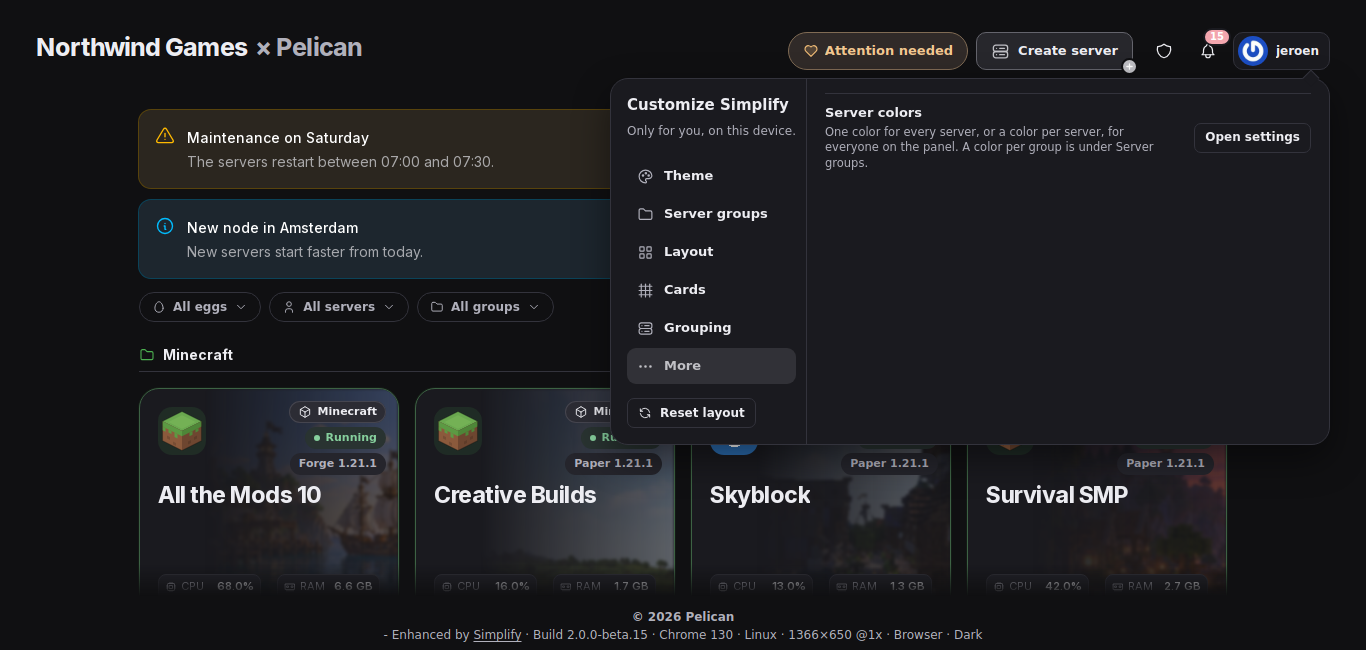 Northwind Games × Pelican
Attention needed
Create server
15
jeroen
Maintenance on Saturday
The servers restart between 07:00 and 07:30.
New node in Amsterdam
New servers start faster from today.
All eggs
All servers
All groups
Minecraft
Customize Simplify
Only for you, on this device.
Theme
Server groups
Layout
Cards
Grouping
More
Reset layout
Server colors
One color for every server, or a color per server, for
everyone on the panel. A color per group is under Server
groups.
Open settings
Minecraft
Running
Forge 1.21.1
All the Mods 10
CPU 68.0%
RAM 6.6 GB
Paper 1.21.1
Creative Builds
CPU 16.0%
RAM 1.7 GB
Paper 1.21.1
Skyblock
CPU 13.0%
RAM 1.3 GB
Paper 1.21.1
Survival SMP
CPU 42.0%
RAM 2.7 GB
© 2026 Pelican
- Enhanced by Simplify · Build 2.0.0-beta.15 · Chrome 130 · Linux · 1366×650 @1x · Browser · Dark